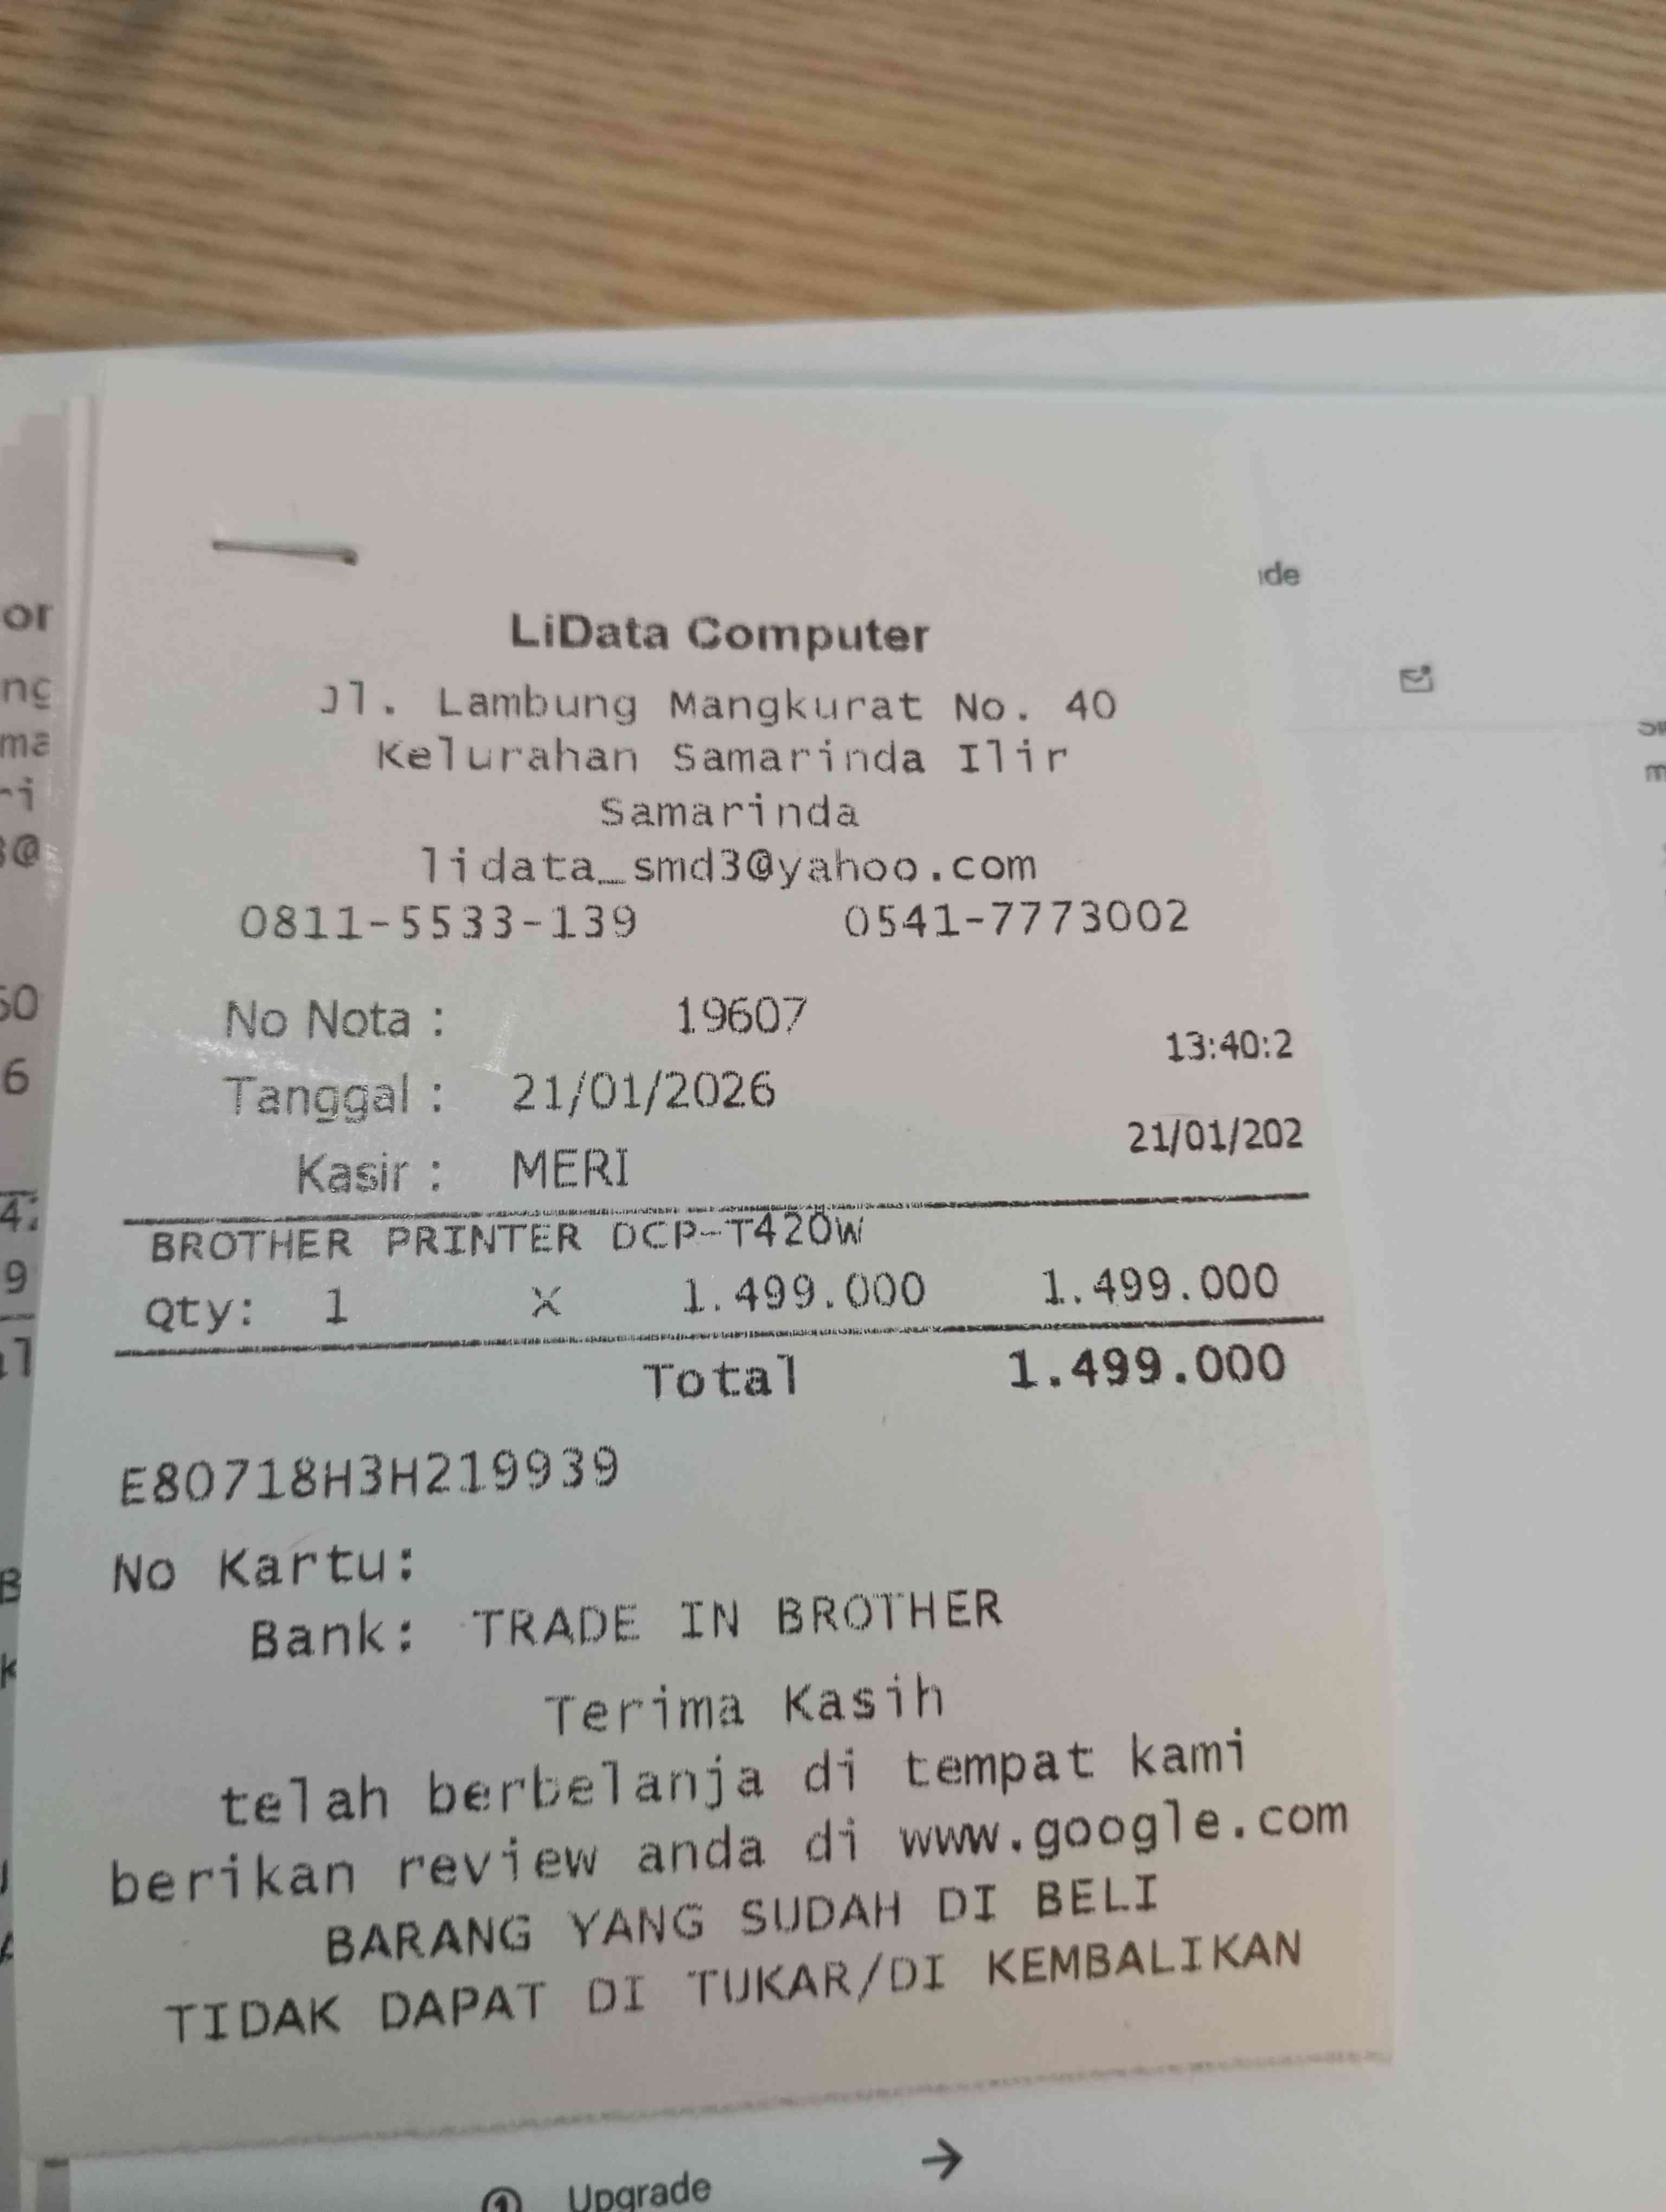 LiData Computer
Jl. Lambung Mangkurat No. 40
Kelurahan Samarinda Ilir
Samarinda
lidata_smd3@yahoo.com
0811-5533-139 0541-7773002
No Nota : 19607
13:40:2
Tanggal : 21/01/2026
21/01/202
Kasir : MERI
BROTHER PRINTER DCP-T420W
Qty: 1 X 1.499.000 1.499.000
Total 1.499.000
E80718H3H219939
No Kartu:
Bank: TRADE IN BROTHER
Terima Kasih
telah berbelanja di tempat kami
berikan review anda di www.google.com
BARANG YANG SUDAH DI BELI
TIDAK DAPAT DI TUKAR/DI KEMBALIKAN
Upgrade